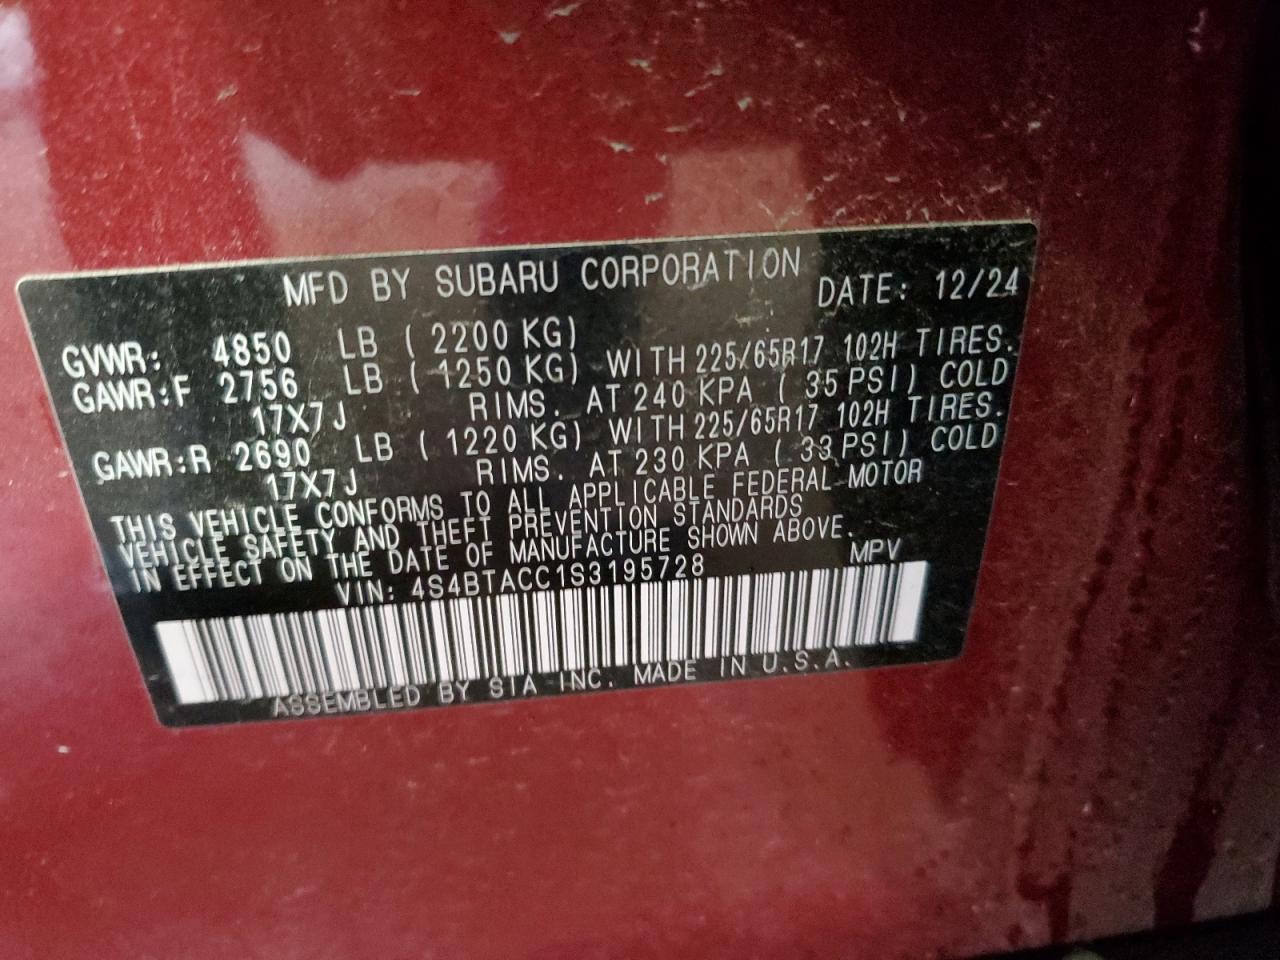 MFD BY SUBARU CORPORATION DATE: 12/24
GVWR: 4850 LB ( 2200 KG)
GAWR:F 2756 LB ( 1250 KG) WITH 225/65R17 102H TIRES.
17X7J RIMS. AT 240 KPA ( 35 PSI) COLD
GAWR:R 2690 LB ( 1220 KG) WITH 225/65R17 102H TIRES.
17X7J RIMS. AT 230 KPA ( 33 PSI) COLD
THIS VEHICLE CONFORMS TO ALL APPLICABLE FEDERAL MOTOR
VEHICLE SAFETY AND THEFT PREVENTION STANDARDS
IN EFFECT ON THE DATE OF MANUFACTURE SHOWN ABOVE.
VIN: 4S4BTACC1S3195728 MPV
ASSEMBLED BY SIA INC. MADE IN U.S.A.